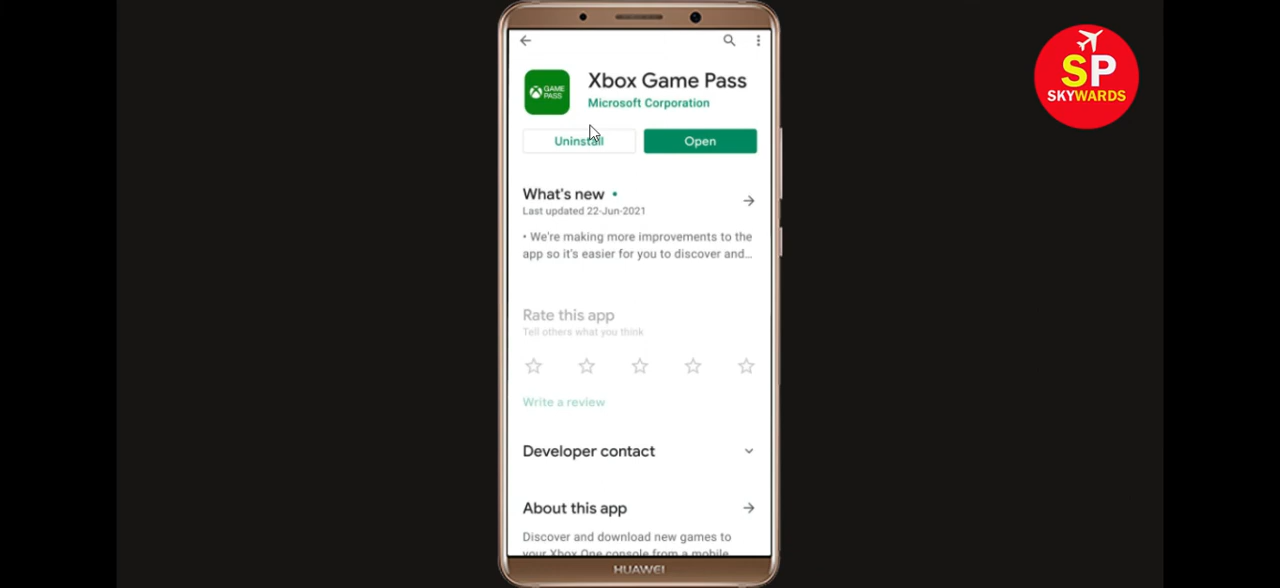 Xbox Game Pass
GAME
PASS
Microsoft Corporation
Uninstall
Open
What's new •
Last updated 22-Jun-2021
• We're making more improvements to the
app so it's easier for you to discover and...
Rate this app
Tell others what you think
Write a review
Developer contact
About this app
Discover and download new games to
your Xbox One console from a mobile
HUAWEI
SP
SKYWARDS